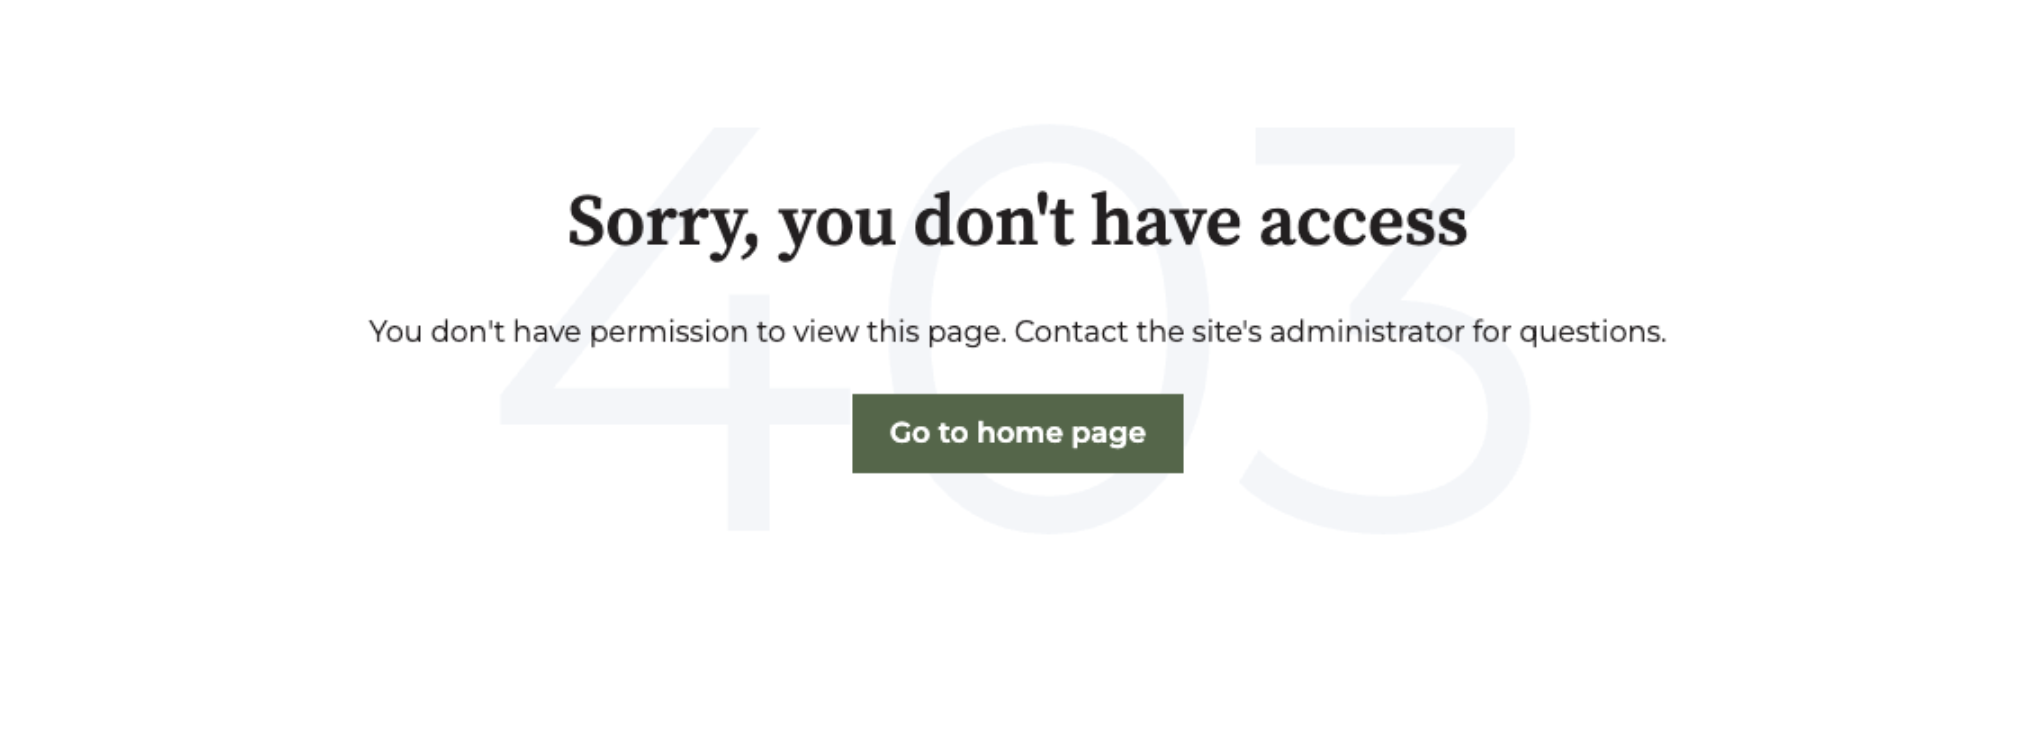 403
Sorry, you don't have access
You don't have permission to view this page. Contact the site's administrator for questions.
Go to home page